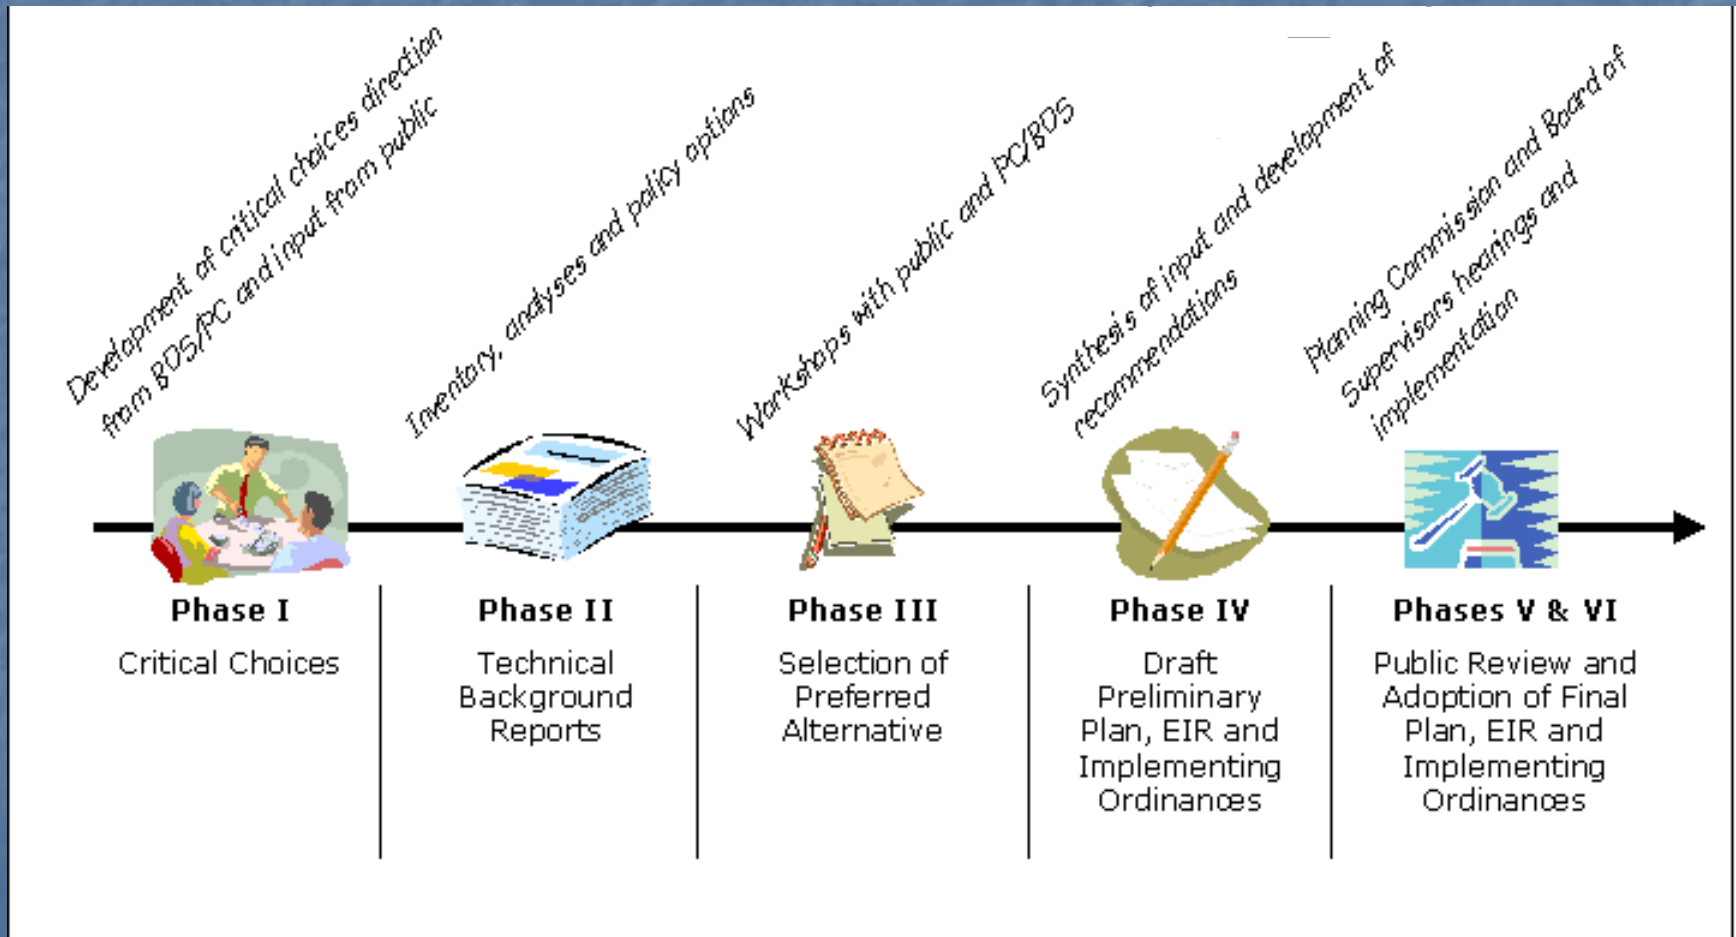 Development of critical choices direction
from BOS/PC and input from public
Inventory, analyses and policy options
Workshops with public and PC/BOS
Synthesis of input and development of
recommendations
Planning Commission and Board of
Supervisors hearings and
implementation
Phase I
Critical Choices
Phase II
Technical
Background
Reports
Phase III
Selection of
Preferred
Alternative
Phase IV
Draft
Preliminary
Plan, EIR and
Implementing
Ordinances
Phases V & VI
Public Review and
Adoption of Final
Plan, EIR and
Implementing
Ordinances